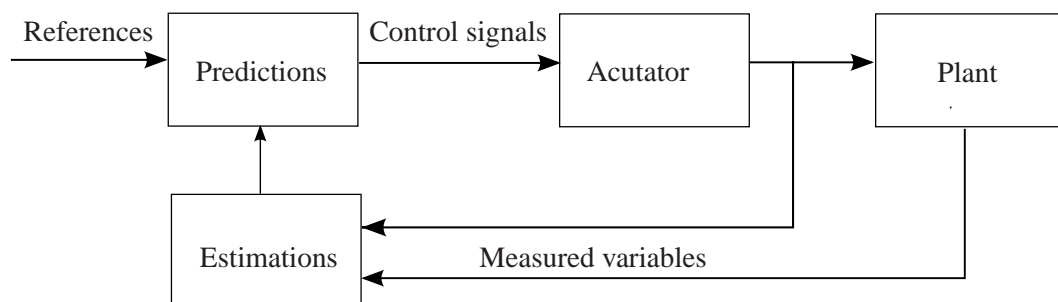 References
Control signals
Predictions
Acutator
Plant
Estimations
Measured variables